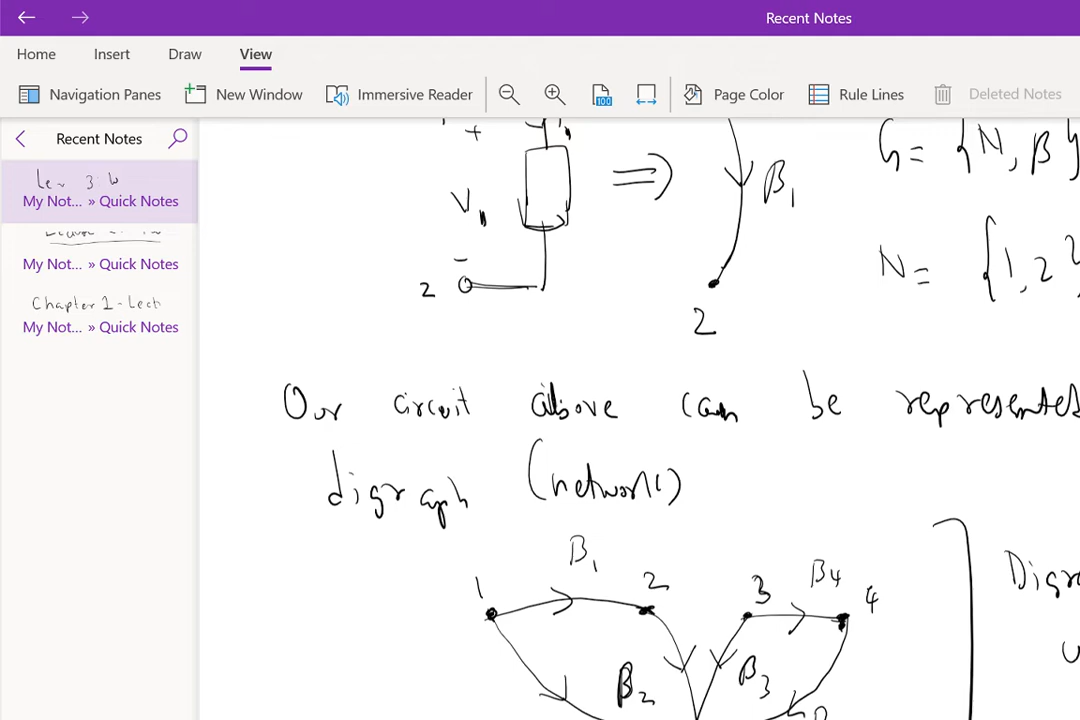 Recent Notes
Home Insert Draw View
Navigation Panes New Window Immersive Reader 100 Page Color Rule Lines Deleted Notes
Recent Notes
My Not... » Quick Notes
My Not... » Quick Notes
Chapter 1 - Lect
My Not... » Quick Notes
+
V
-
2
⇒
β1
2
G = {N, β}
N = {1, 2
Our circuit above can be represented
digraph (network)
β1
1 2 3 β4 4
β2 β3
Digra